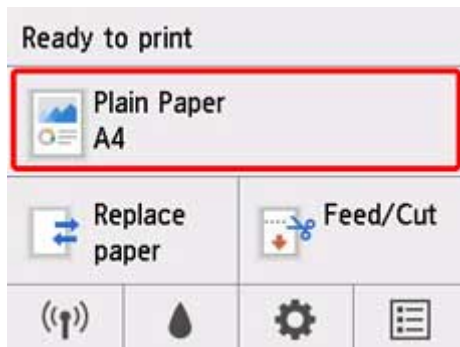 Ready to print
Plain Paper
A4
Replace
paper
Feed/Cut